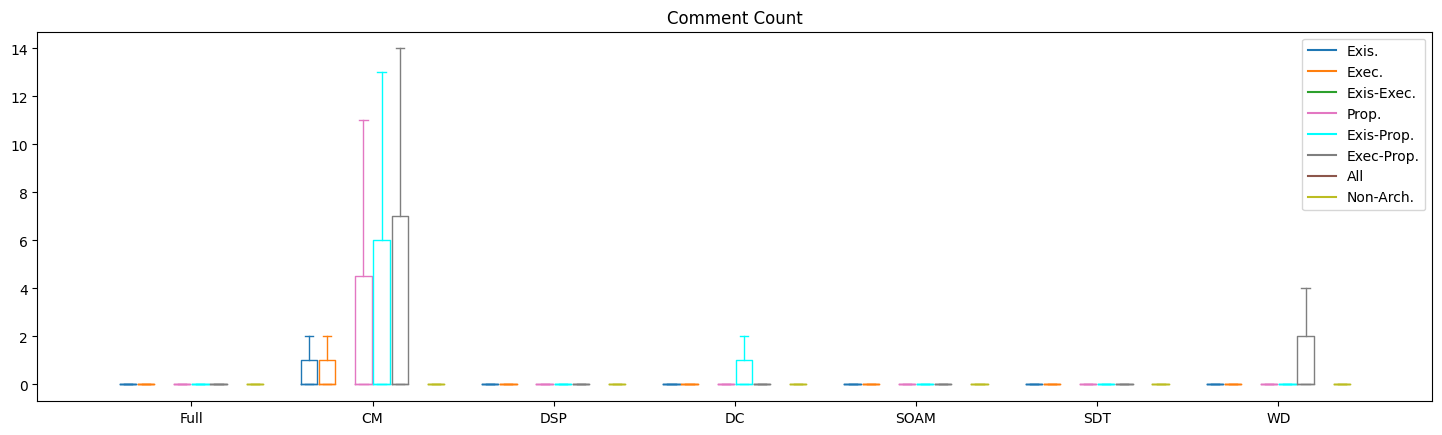 Comment Count
14
12
10
8
6
4
2
0
Full CM DSP DC SOAM SDT WD
Exis.
Exec.
Exis-Exec.
Prop.
Exis-Prop.
Exec-Prop.
All
Non-Arch.